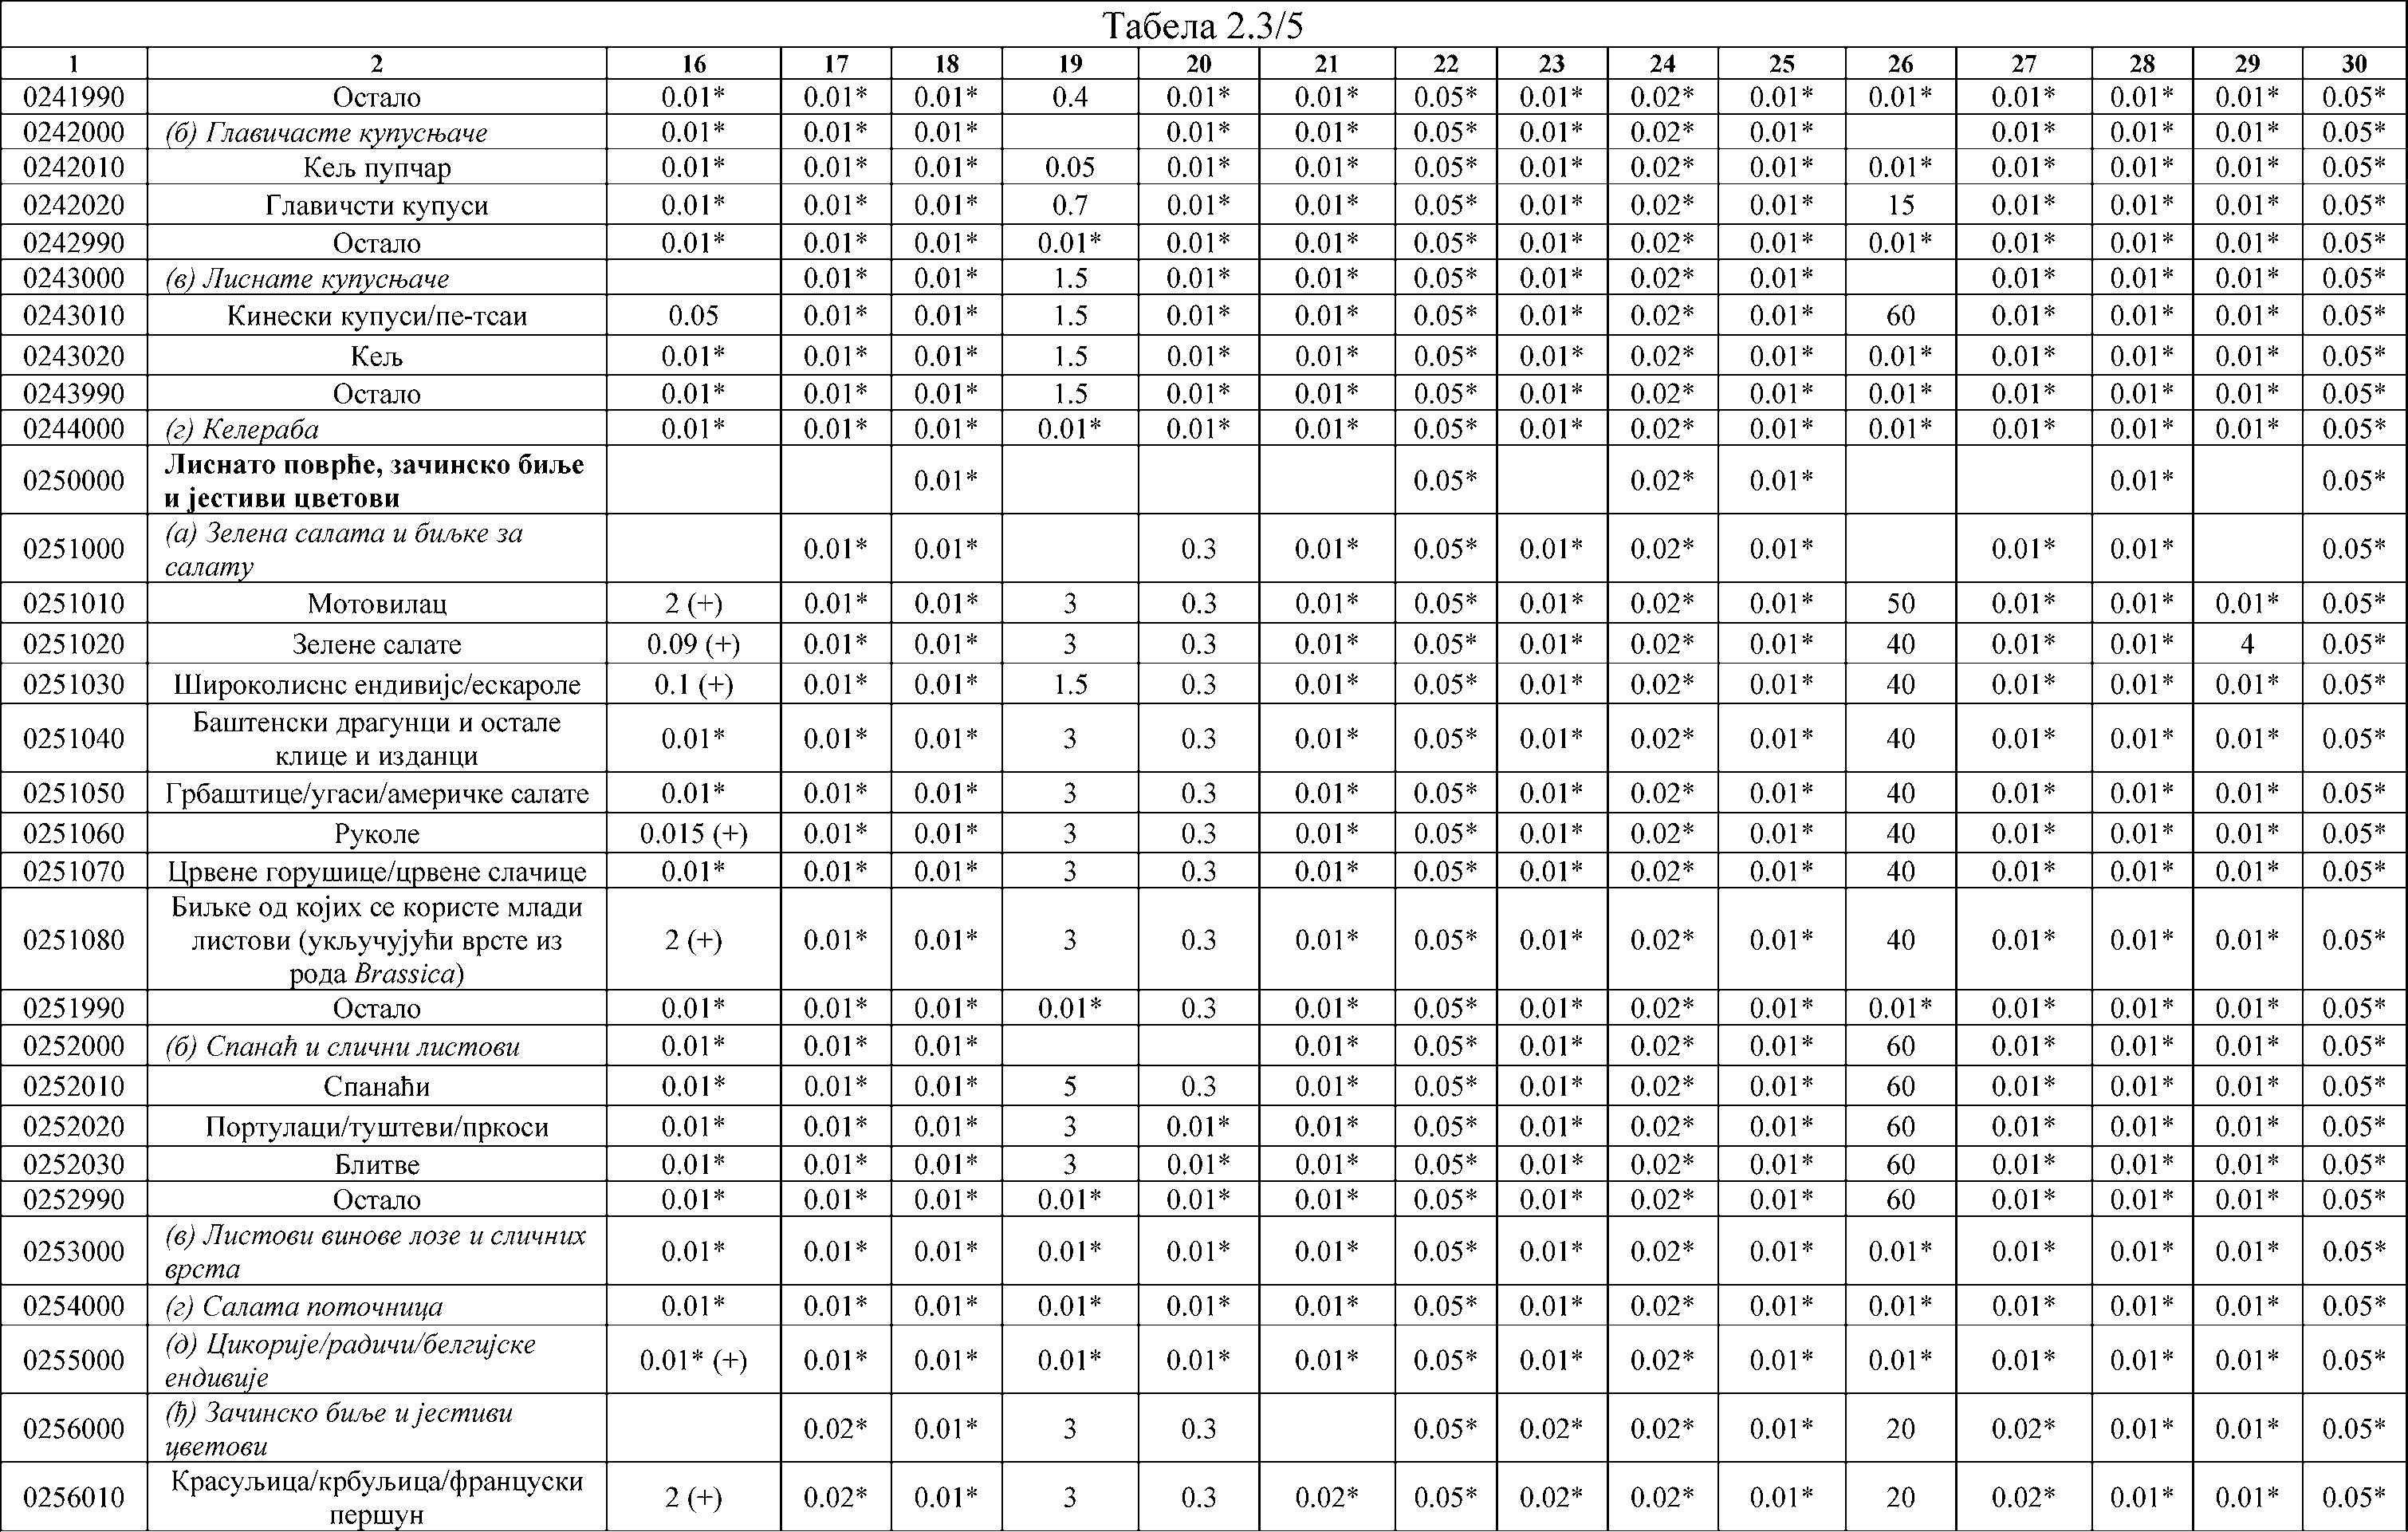 Табела 2.3/5
1 2 16 17 18 19 20 21 22 23 24 25 26 27 28 29 30
0241990 Остало 0.01* 0.01* 0.01* 0.4 0.01* 0.01* 0.05* 0.01* 0.02* 0.01* 0.01* 0.01* 0.01* 0.01* 0.05*
0242000 (б) Главичасте купусњаче 0.01* 0.01* 0.01* 0.01* 0.01* 0.05* 0.01* 0.02* 0.01* 0.01* 0.01* 0.01* 0.05*
0242010 Кељ пупчар 0.01* 0.01* 0.01* 0.05 0.01* 0.01* 0.05* 0.01* 0.02* 0.01* 0.01* 0.01* 0.01* 0.01* 0.05*
0242020 Главичсти купуси 0.01* 0.01* 0.01* 0.7 0.01* 0.01* 0.05* 0.01* 0.02* 0.01* 15 0.01* 0.01* 0.01* 0.05*
0242990 Остало 0.01* 0.01* 0.01* 0.01* 0.01* 0.01* 0.05* 0.01* 0.02* 0.01* 0.01* 0.01* 0.01* 0.01* 0.05*
0243000 (в) Лиснате купусњаче 0.01* 0.01* 1.5 0.01* 0.01* 0.05* 0.01* 0.02* 0.01* 0.01* 0.01* 0.01* 0.05*
0243010 Кинески купуси/пе-тсаи 0.05 0.01* 0.01* 1.5 0.01* 0.01* 0.05* 0.01* 0.02* 0.01* 60 0.01* 0.01* 0.01* 0.05*
0243020 Кељ 0.01* 0.01* 0.01* 1.5 0.01* 0.01* 0.05* 0.01* 0.02* 0.01* 0.01* 0.01* 0.01* 0.01* 0.05*
0243990 Остало 0.01* 0.01* 0.01* 1.5 0.01* 0.01* 0.05* 0.01* 0.02* 0.01* 0.01* 0.01* 0.01* 0.01* 0.05*
0244000 (г) Келераба 0.01* 0.01* 0.01* 0.01* 0.01* 0.01* 0.05* 0.01* 0.02* 0.01* 0.01* 0.01* 0.01* 0.01* 0.05*
Лиснато поврће, зачинско биље
0250000 и јестиви цветови 0.01* 0.05* 0.02* 0.01* 0.01* 0.05*
(а) Зелена салата и биљке за
0251000 салату 0.01* 0.01* 0.3 0.01* 0.05* 0.01* 0.02* 0.01* 0.01* 0.01* 0.05*
0251010 Мотовилац 2 (+) 0.01* 0.01* 3 0.3 0.01* 0.05* 0.01* 0.02* 0.01* 50 0.01* 0.01* 0.01* 0.05*
0251020 Зелене салате 0.09 (+) 0.01* 0.01* 3 0.3 0.01* 0.05* 0.01* 0.02* 0.01* 40 0.01* 0.01* 4 0.05*
0251030 Широколиснс ендивијс/ескароле 0.1 (+) 0.01* 0.01* 1.5 0.3 0.01* 0.05* 0.01* 0.02* 0.01* 40 0.01* 0.01* 0.01* 0.05*
Баштенски драгунци и остале
0251040 клице и изданци 0.01* 0.01* 0.01* 3 0.3 0.01* 0.05* 0.01* 0.02* 0.01* 40 0.01* 0.01* 0.01* 0.05*
0251050 Грбаштице/угаси/америчке салате 0.01* 0.01* 0.01* 3 0.3 0.01* 0.05* 0.01* 0.02* 0.01* 40 0.01* 0.01* 0.01* 0.05*
0251060 Руколе 0.015 (+) 0.01* 0.01* 3 0.3 0.01* 0.05* 0.01* 0.02* 0.01* 40 0.01* 0.01* 0.01* 0.05*
0251070 Црвене горушице/црвене слачице 0.01* 0.01* 0.01* 3 0.3 0.01* 0.05* 0.01* 0.02* 0.01* 40 0.01* 0.01* 0.01* 0.05*
Биљке од којих се користе млади
0251080 листови (укључујући врсте из 2 (+) 0.01* 0.01* 3 0.3 0.01* 0.05* 0.01* 0.02* 0.01* 40 0.01* 0.01* 0.01* 0.05*
рода Brassica)
0251990 Остало 0.01* 0.01* 0.01* 0.01* 0.3 0.01* 0.05* 0.01* 0.02* 0.01* 0.01* 0.01* 0.01* 0.01* 0.05*
0252000 (б) Спанаћ и слични листови 0.01* 0.01* 0.01* 0.01* 0.05* 0.01* 0.02* 0.01* 60 0.01* 0.01* 0.01* 0.05*
0252010 Спанаћи 0.01* 0.01* 0.01* 5 0.3 0.01* 0.05* 0.01* 0.02* 0.01* 60 0.01* 0.01* 0.01* 0.05*
0252020 Портулаци/туштеви/пркоси 0.01* 0.01* 0.01* 3 0.01* 0.01* 0.05* 0.01* 0.02* 0.01* 60 0.01* 0.01* 0.01* 0.05*
0252030 Блитве 0.01* 0.01* 0.01* 3 0.01* 0.01* 0.05* 0.01* 0.02* 0.01* 60 0.01* 0.01* 0.01* 0.05*
0252990 Остало 0.01* 0.01* 0.01* 0.01* 0.01* 0.01* 0.05* 0.01* 0.02* 0.01* 60 0.01* 0.01* 0.01* 0.05*
(в) Листови винове лозе и сличних
0253000 врста 0.01* 0.01* 0.01* 0.01* 0.01* 0.01* 0.05* 0.01* 0.02* 0.01* 0.01* 0.01* 0.01* 0.01* 0.05*
0254000 (г) Салата поточница 0.01* 0.01* 0.01* 0.01* 0.01* 0.01* 0.05* 0.01* 0.02* 0.01* 0.01* 0.01* 0.01* 0.01* 0.05*
(д) Цикорије/радичи/белгијске
0255000 ендивије 0.01* (+) 0.01* 0.01* 0.01* 0.01* 0.01* 0.05* 0.01* 0.02* 0.01* 0.01* 0.01* 0.01* 0.01* 0.05*
(ђ) Зачинско биље и јестиви
0256000 цветови 0.02* 0.01* 3 0.3 0.05* 0.02* 0.02* 0.01* 20 0.02* 0.01* 0.01* 0.05*
Красуљица/крбуљица/француски
0256010 першун 2 (+) 0.02* 0.01* 3 0.3 0.02* 0.05* 0.02* 0.02* 0.01* 20 0.02* 0.01* 0.01* 0.05*